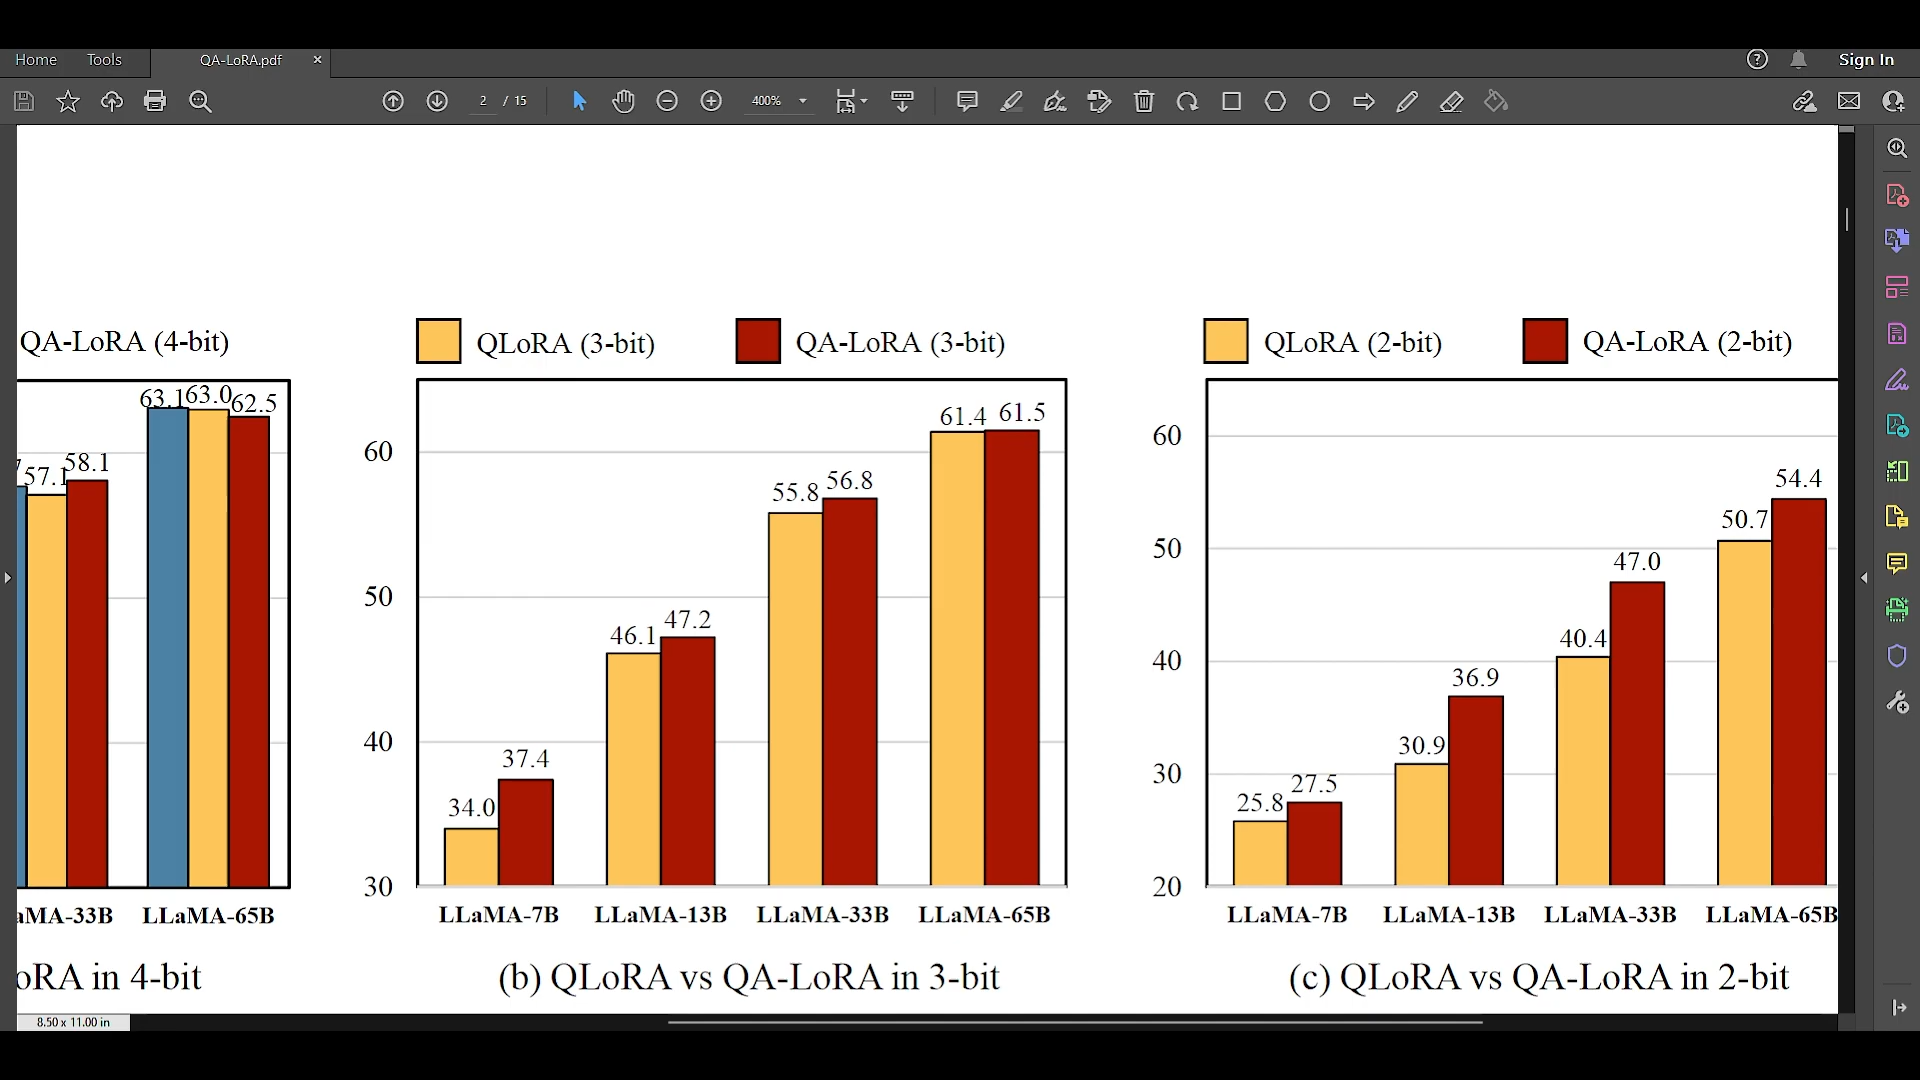 Home Tools QA-LoRA.pdf × ? Sign In
2 / 15 400%
QA-LoRA (4-bit) QLoRA (3-bit) QA-LoRA (3-bit) QLoRA (2-bit) QA-LoRA (2-bit)
63.1 63.0 62.5
57.1 58.1
60 50 40 30
61.4 61.5
55.8 56.8
46.1 47.2
34.0 37.4
60 50 40 30 20
54.4
50.7
47.0
40.4
36.9
30.9
25.8 27.5
aMA-33B LLaMA-65B
LLaMA-7B LLaMA-13B LLaMA-33B LLaMA-65B
LLaMA-7B LLaMA-13B LLaMA-33B LLaMA-65B
oRA in 4-bit
(b) QLoRA vs QA-LoRA in 3-bit
(c) QLoRA vs QA-LoRA in 2-bit
8.50 x 11.00 in